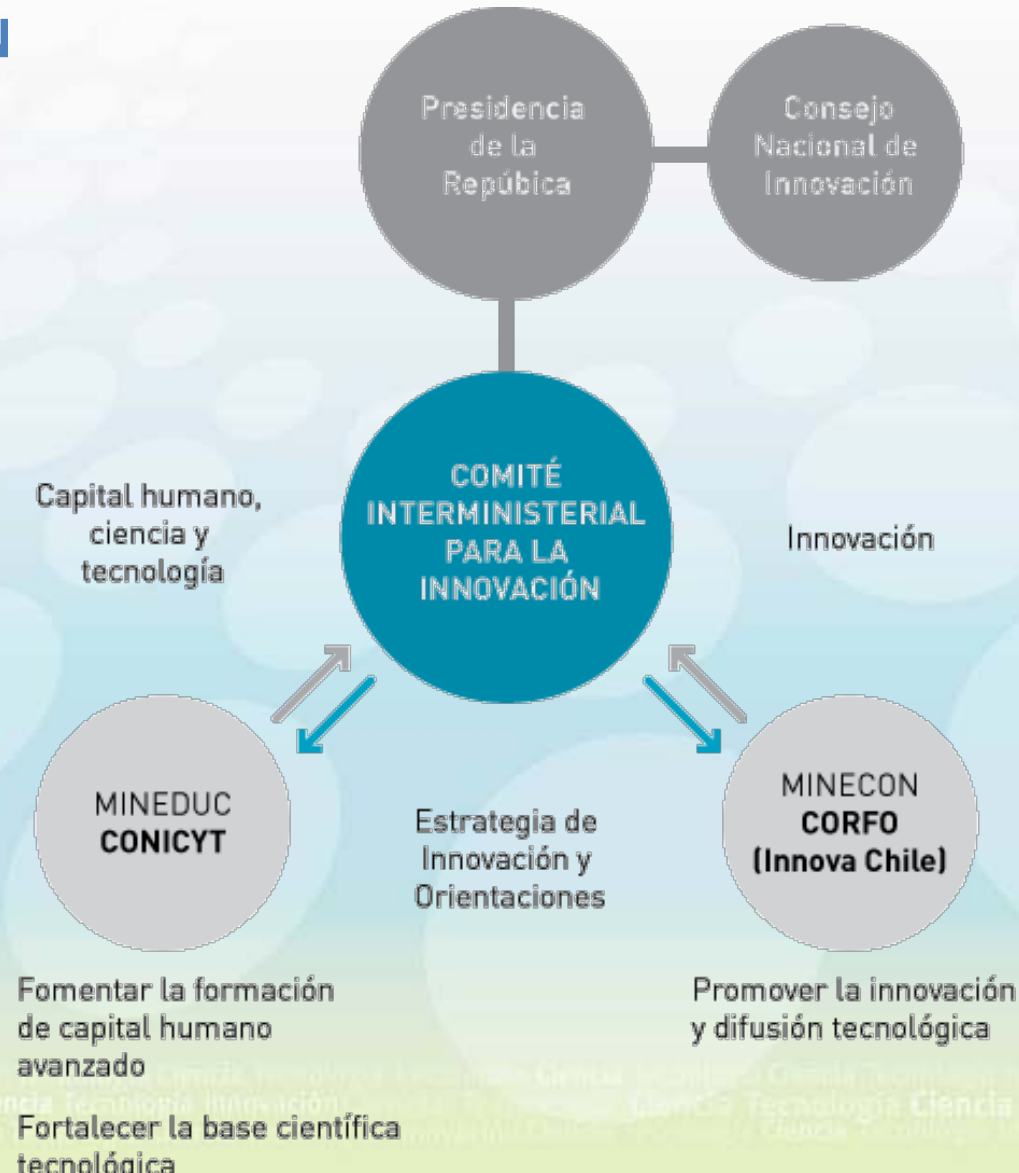 Presidencia
de la
Repúbica
Consejo
Nacional de
Innovación
COMITÉ
INTERMINISTERIAL
PARA LA
INNOVACIÓN
Capital humano,
ciencia y
tecnología
Innovación
MINEDUC
CONICYT
Estrategia de
Innovación y
Orientaciones
MINECON
CORFO
(Innova Chile)
Fomentar la formación
de capital humano
avanzado
Fortalecer la base científica
tecnológica
Promover la innovación
y difusión tecnológica